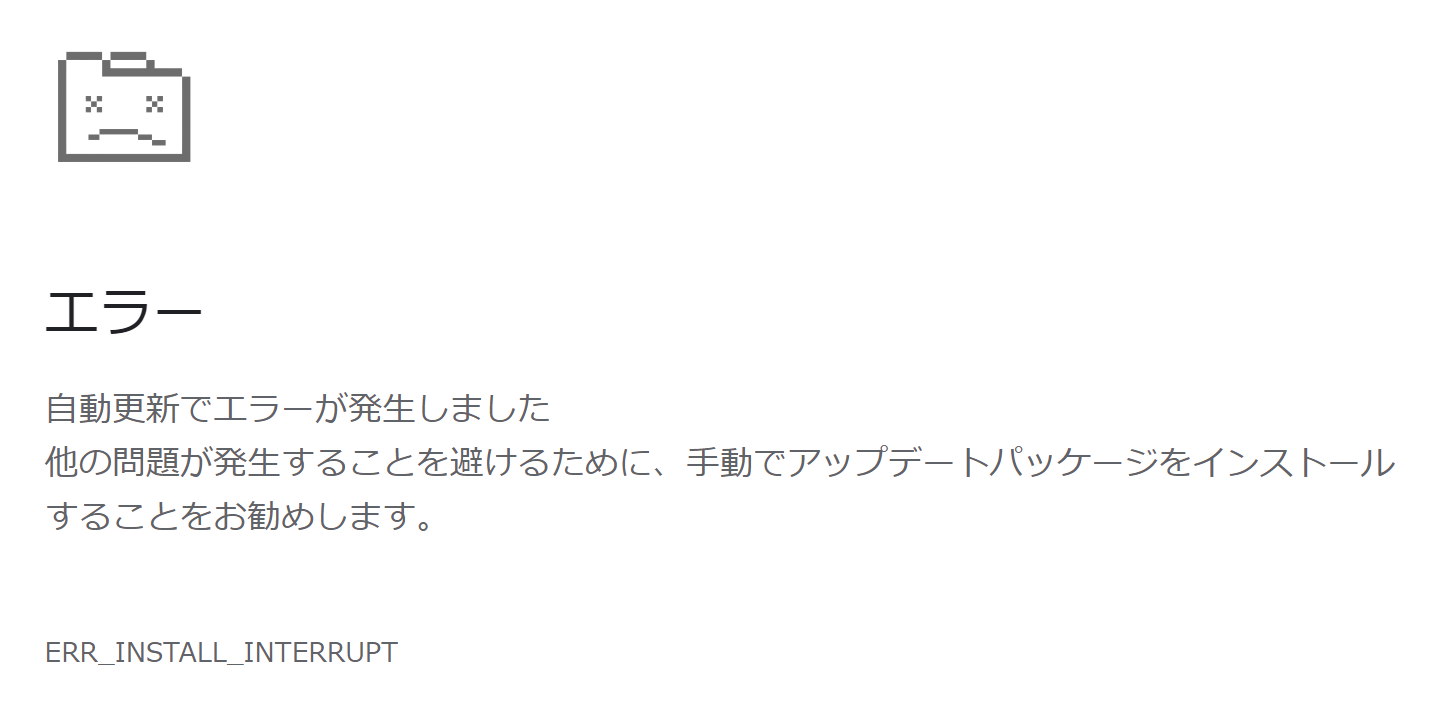 エラー
自動更新でエラーが発生しました
他の問題が発生することを避けるために、手動でアップデートパッケージをインストール
することをお勧めします。
ERR_INSTALL_INTERRUPT